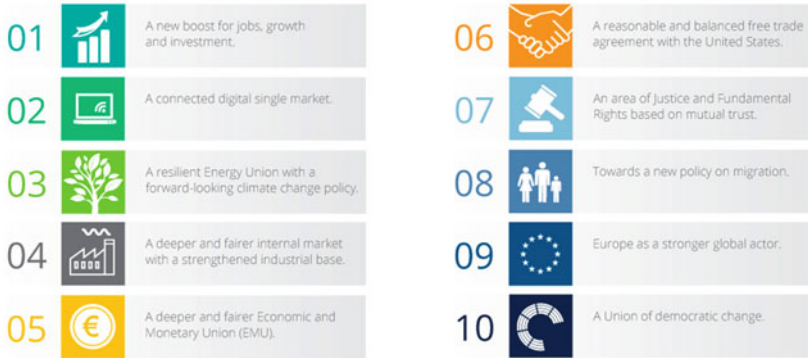 01
A new boost for jobs, growth
and investment.
02
A connected digital single market.
03
A resilient Energy Union with a
forward-looking climate change policy.
04
A deeper and fairer internal market
with a strengthened industrial base.
05
€
A deeper and fairer Economic and
Monetary Union (EMU).
06
A reasonable and balanced free trade
agreement with the United States.
07
An area of Justice and Fundamental
Rights based on mutual trust.
08
Towards a new policy on migration.
09
Europe as a stronger global actor.
10
A Union of democratic change.